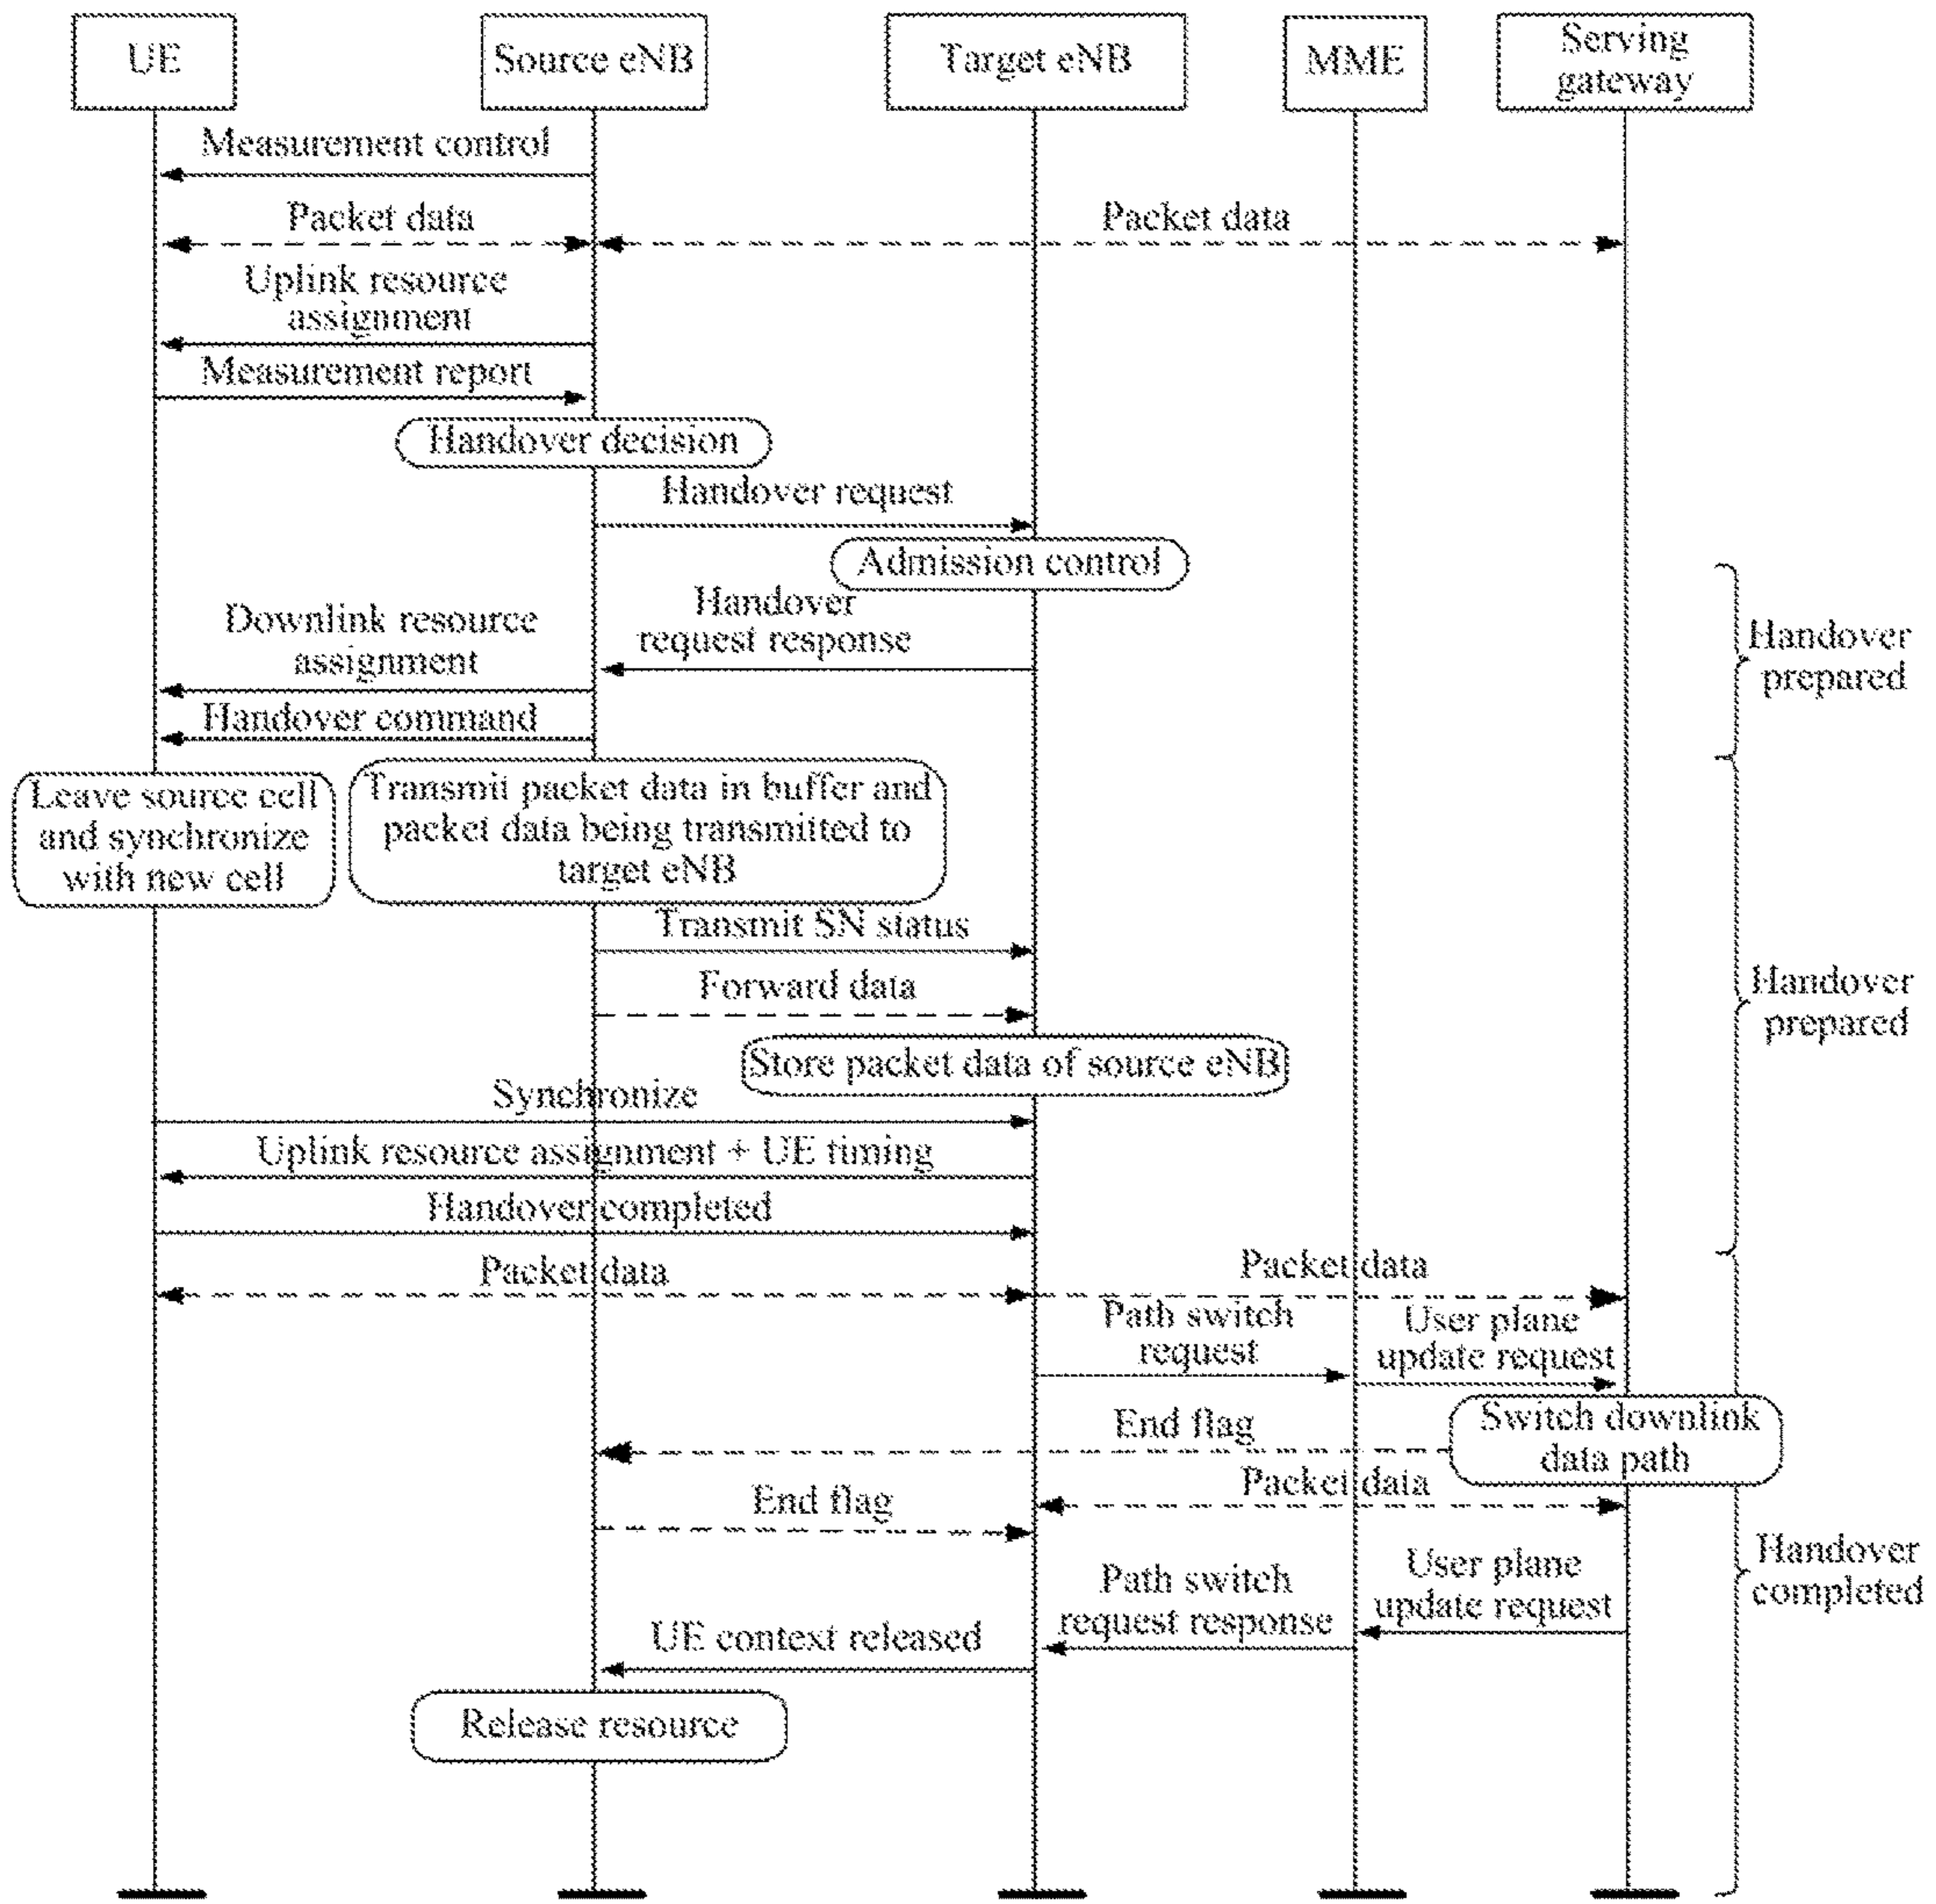 UE
Source eNB
Target eNB
MME
Serving
gateway
Measurement control
Packet data
Packet data
Uplink resource
assignment
Measurement report
Handover decision
Handover request
Admission control
Handover
request response
Downlink resource
assignment
Handover
prepared
Handover command
Leave source cell
and synchronize
with new cell
Transmit packet data in buffer and
packet data being transmitted to
target eNB
Transmit SN status
Forward data
Handover
prepared
Store packet data of source eNB
Synchronize
Uplink resource assignment + UE timing
Handover completed
Packet data
Packet data
Path switch
request
User plane
update request
Switch downlink
data path
End flag
Packet data
End flag
Handover
completed
User plane
update request
Path switch
request response
UE context released
Release resource